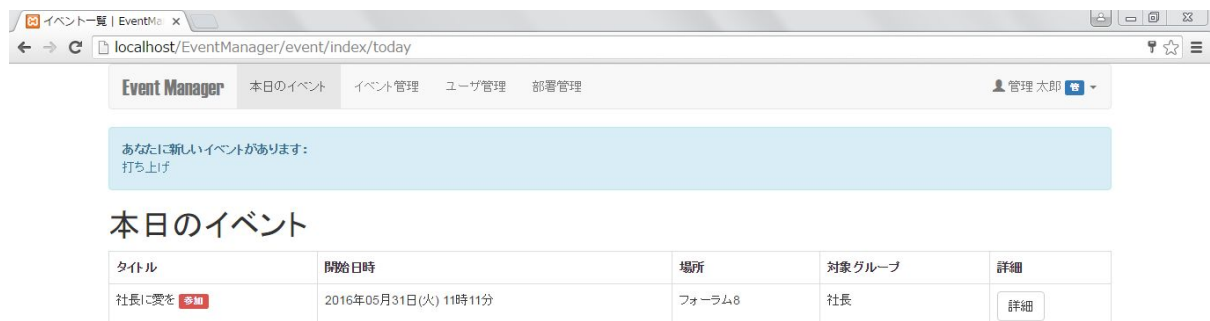 イベント一覧 | EventMa
localhost/EventManager/event/index/today
Event Manager 本日のイベント イベント管理 ユーザ管理 部署管理 管理 太郎 管
あなたに新しいイベントがあります:
打ち上げ
本日のイベント
タイトル 開始日時 場所 対象グループ 詳細
社長に愛を 参加 2016年05月31日(火) 11時11分 フォーラム8 社長 詳細